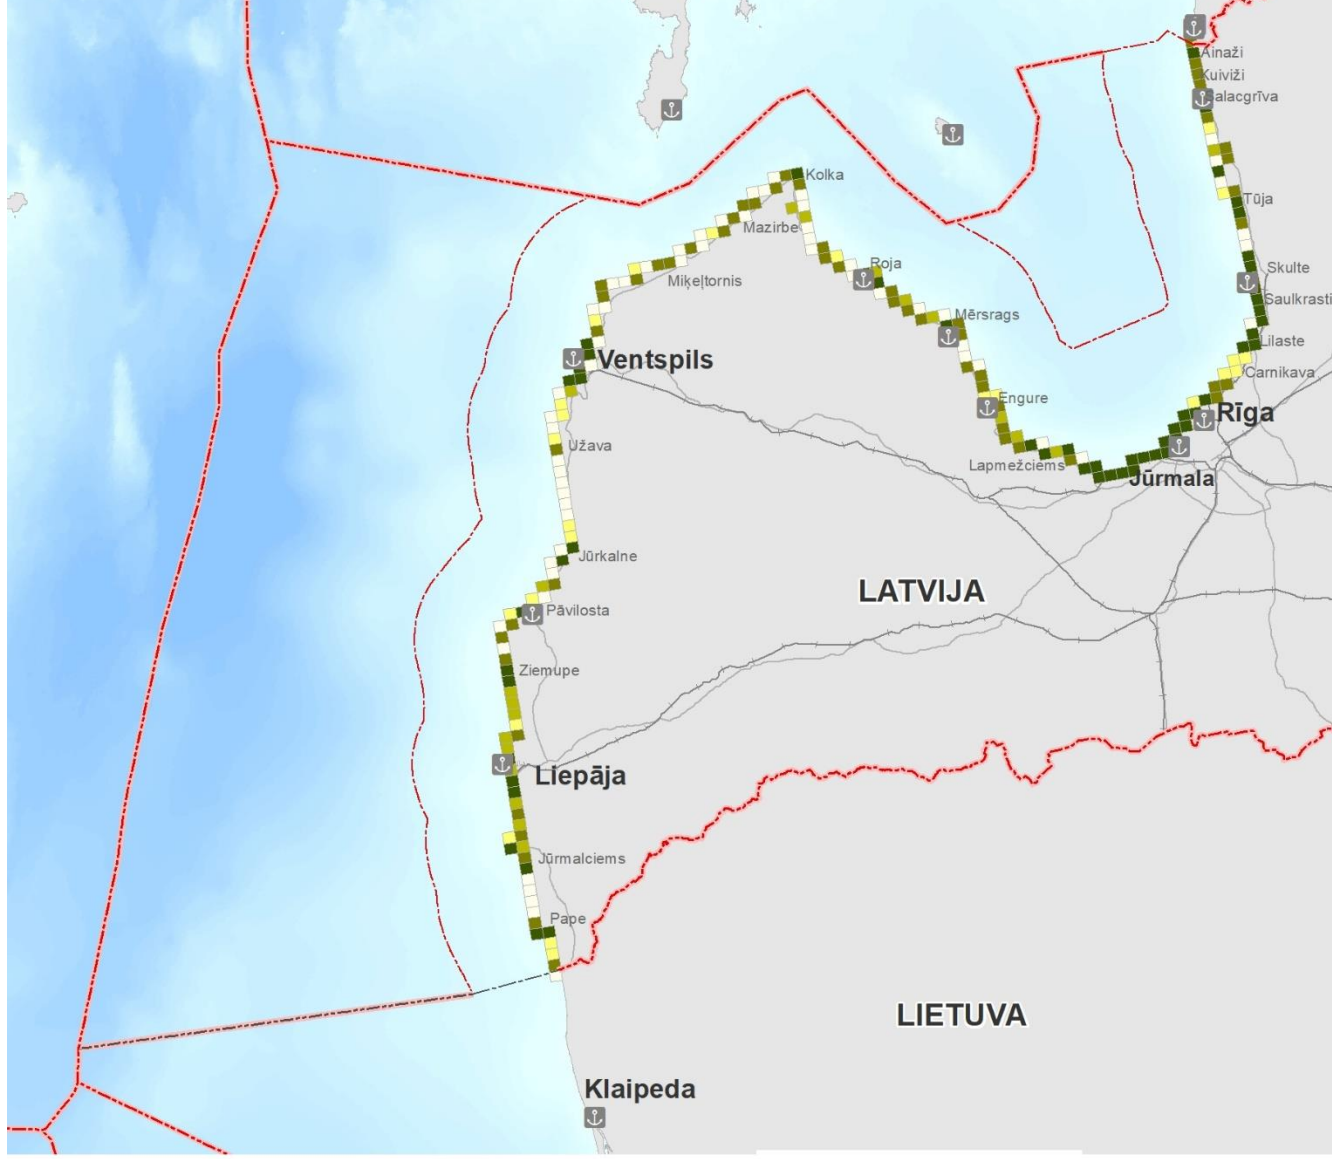 Ainaži
Kuiviži
Salacgrīva
Kolka
Tūja
Mazirbe
Roja
Skulte
Miķeļtornis
Saulkrasti
Mērsrags
Lilaste
Ventspils
Carnikava
Engure
Rīga
Užava
Lapmežciems
Jūrmala
Jūrkalne
LATVIJA
Pāvilosta
Ziemupe
Liepāja
Jūrmalciems
Pape
LIETUVA
Klaipeda